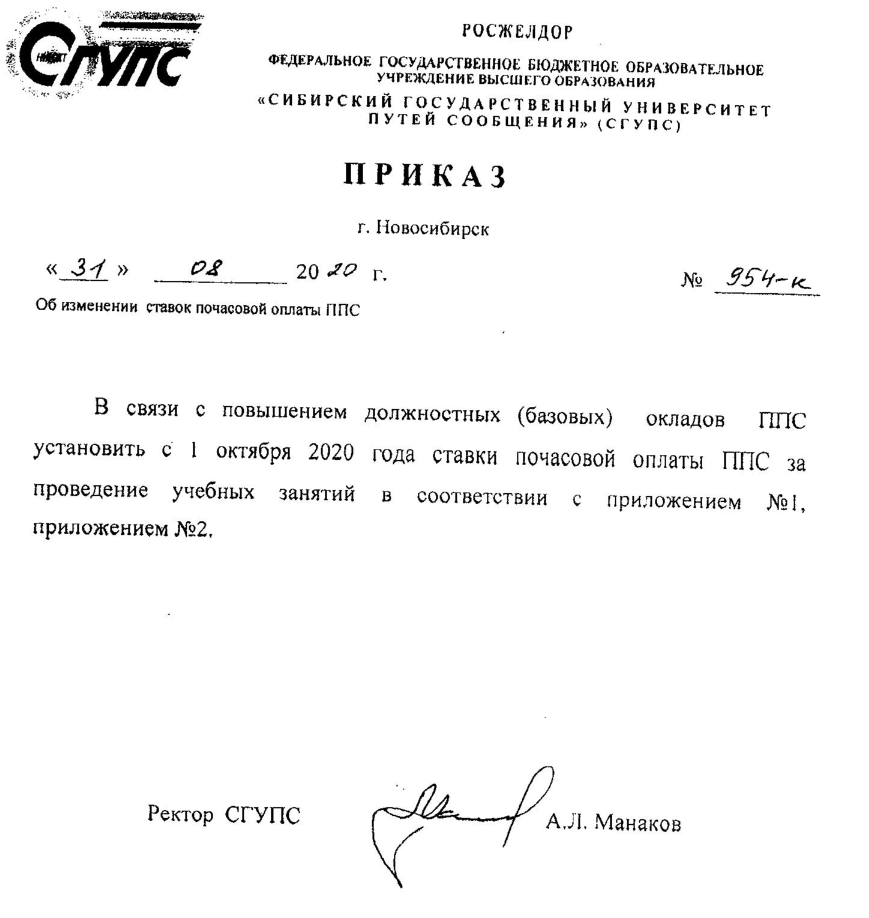 СГУПС
РОСЖЕЛДОР
ФЕДЕРАЛЬНОЕ ГОСУДАРСТВЕННОЕ БЮДЖЕТНОЕ ОБРАЗОВАТЕЛЬНОЕ
УЧРЕЖДЕНИЕ ВЫСШЕГО ОБРАЗОВАНИЯ
«СИБИРСКИЙ ГОСУДАРСТВЕННЫЙ УНИВЕРСИТЕТ
ПУТЕЙ СООБЩЕНИЯ» (СГУПС)
ПРИКАЗ
г. Новосибирск
«31» 08 2020 г. № 954-к
Об изменении ставок почасовой оплаты ППС
В связи с повышением должностных (базовых) окладов ППС
установить с 1 октября 2020 года ставки почасовой оплаты ППС за
проведение учебных занятий в соответствии с приложением №1,
приложением №2.
Ректор СГУПС А.Л. Манаков